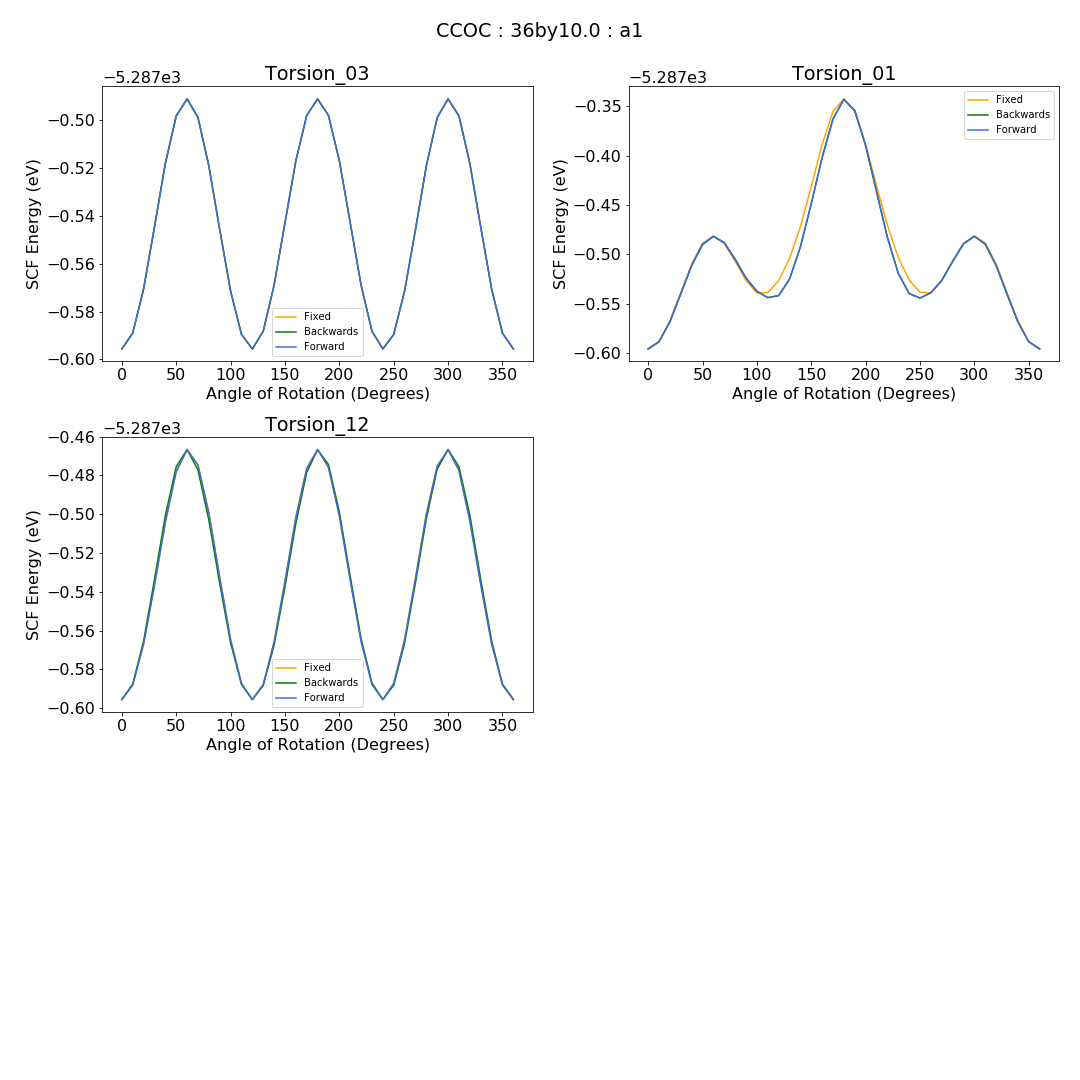 CCOC : 36by10.0 : a1
Torsion_03
−5.287e3
−0.50
−0.52
−0.54
−0.56
−0.58
−0.60
SCF Energy (eV)
0 50 100 150 200 250 300 350
Angle of Rotation (Degrees)
Fixed
Backwards
Forward
Torsion_01
−5.287e3
−0.35
−0.40
−0.45
−0.50
−0.55
−0.60
SCF Energy (eV)
0 50 100 150 200 250 300 350
Angle of Rotation (Degrees)
Fixed
Backwards
Forward
Torsion_12
−5.287e3
−0.46
−0.48
−0.50
−0.52
−0.54
−0.56
−0.58
−0.60
SCF Energy (eV)
0 50 100 150 200 250 300 350
Angle of Rotation (Degrees)
Fixed
Backwards
Forward